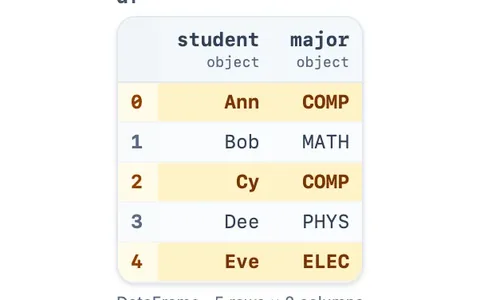 student major
object object
0 Ann COMP
1 Bob MATH
2 Cy COMP
3 Dee PHYS
4 Eve ELEC